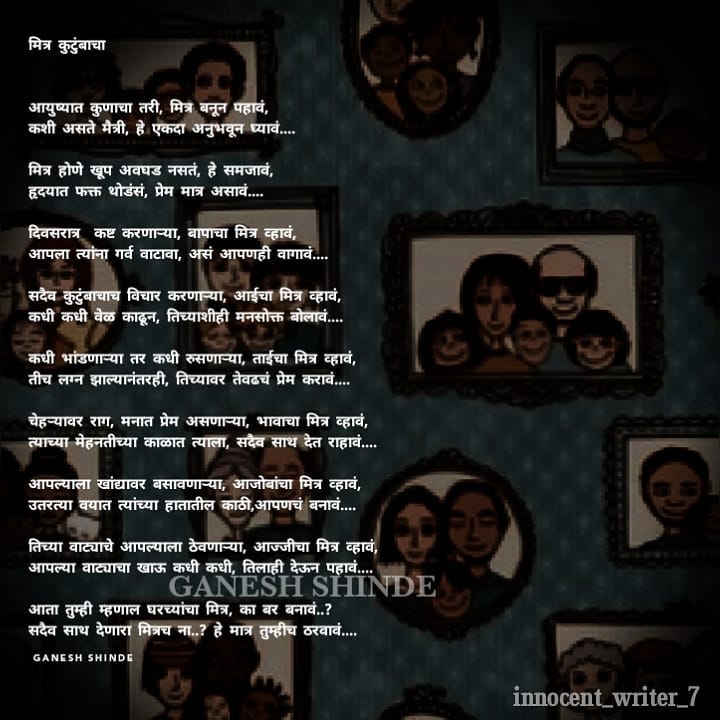 मित्र कुटुंबाचा
आयुष्यात कुणाचा तरी, मित्र बनून पहावं,
कशी असते मैत्री, हे एकदा अनुभवून घ्यावं....
मित्र होणे खूप अवघड नसतं, हे समजावं,
हृदयात फक्त थोडंसं, प्रेम मात्र असावं....
दिवसरात्र कष्ट करणाऱ्या, बापाचा मित्र व्हावं,
आपला त्यांना गर्व वाटावा, असं आपणही वागावं....
सदैव कुटुंबाचाच विचार करणाऱ्या, आईचा मित्र व्हावं,
कधी कधी वेळ काढून, तिच्याशीही मनसोक्त बोलावं....
कधी भांडणाऱ्या तर कधी रुसणाऱ्या, ताईचा मित्र व्हावं,
तीच लग्न झाल्यानंतरही, तिच्यावर तेवढचं प्रेम करावं....
चेहऱ्यावर राग, मनात प्रेम असणाऱ्या, भावाचा मित्र व्हावं,
त्याच्या मेहनतीच्या काळात त्याला, सदैव साथ देत राहावं....
आपल्याला खांद्यावर बसावणाऱ्या, आजोबांचा मित्र व्हावं,
उतरत्या वयात त्यांच्या हातातील काठी,आपणचं बनावं....
तिच्या वाट्याचे आपल्याला ठेवणाऱ्या, आज्जीचा मित्र व्हावं,
आपल्या वाट्याचा खाऊ कधी कधी, तिलाही देऊन पहावं....
GANESH SHINDE
आता तुम्ही म्हणाल घरच्यांचा मित्र, का बर बनावं..?
सदैव साथ देणारा मित्रच ना..? हे मात्र तुम्हीच ठरवावं....
GANESH SHINDE
innocent_writer_7